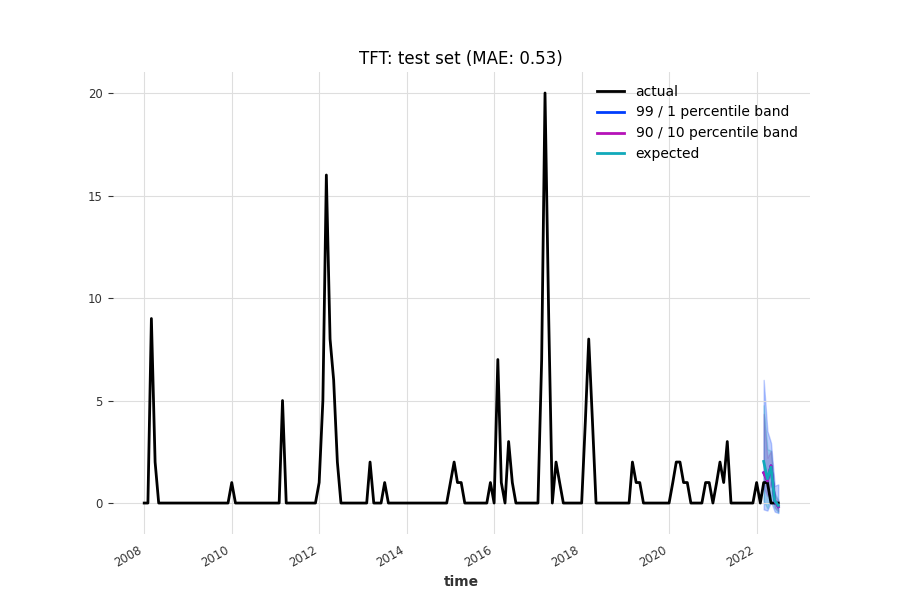 TFT: test set (MAE: 0.53)
actual
99 / 1 percentile band
90 / 10 percentile band
expected
20
15
10
5
0
2008
2010
2012
2014
2016
2018
2020
2022
time